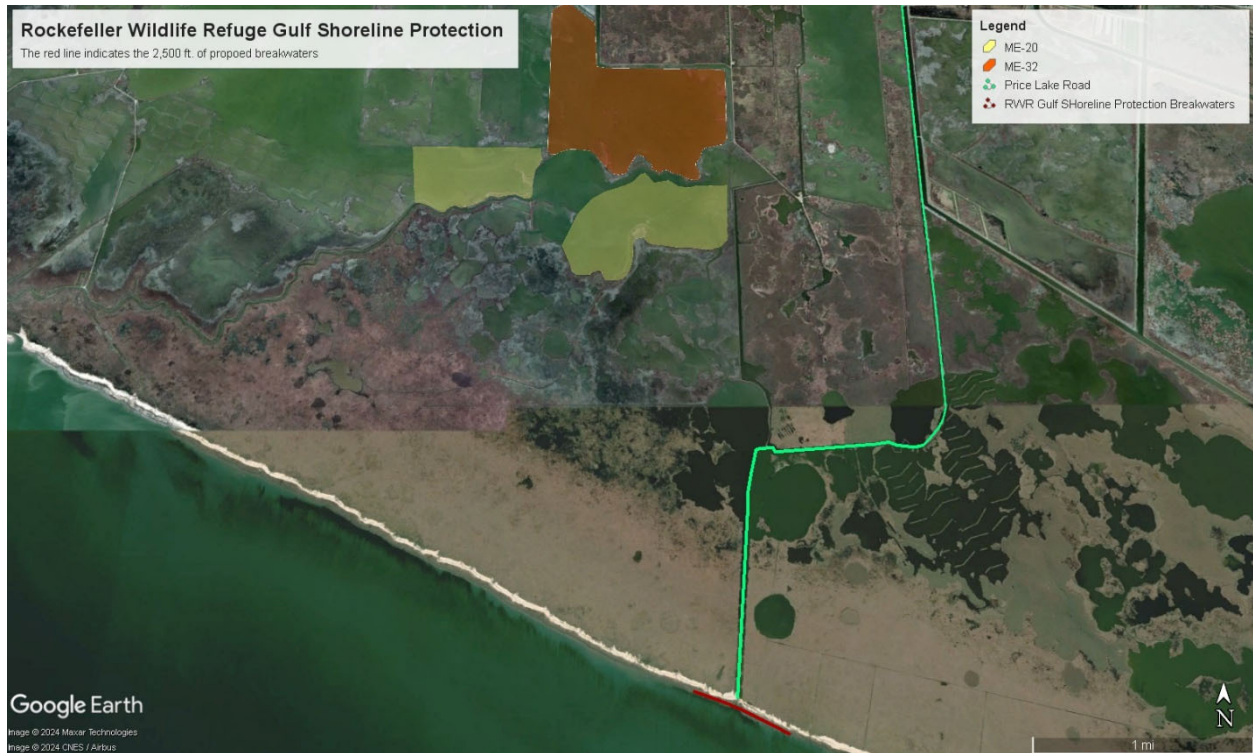 Rockefeller Wildlife Refuge Gulf Shoreline Protection
The red line indicates the 2,500 ft. of propoed breakwaters
Legend
ME-20
ME-32
Price Lake Road
RWR Gulf SHoreline Protection Breakwaters
Google Earth
Image © 2024 Maxar Technologies
Image © 2024 CNES / Airbus
N
1 mi